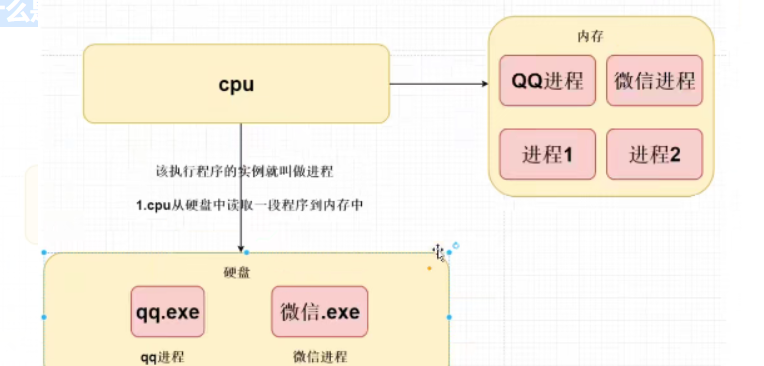 什么是
内存
cpu
QQ进程
微信进程
进程1
进程2
该执行程序的实例就叫做进程
1.cpu从硬盘中读取一段程序到内存中
硬盘
qq.exe
微信.exe
qq进程
微信进程